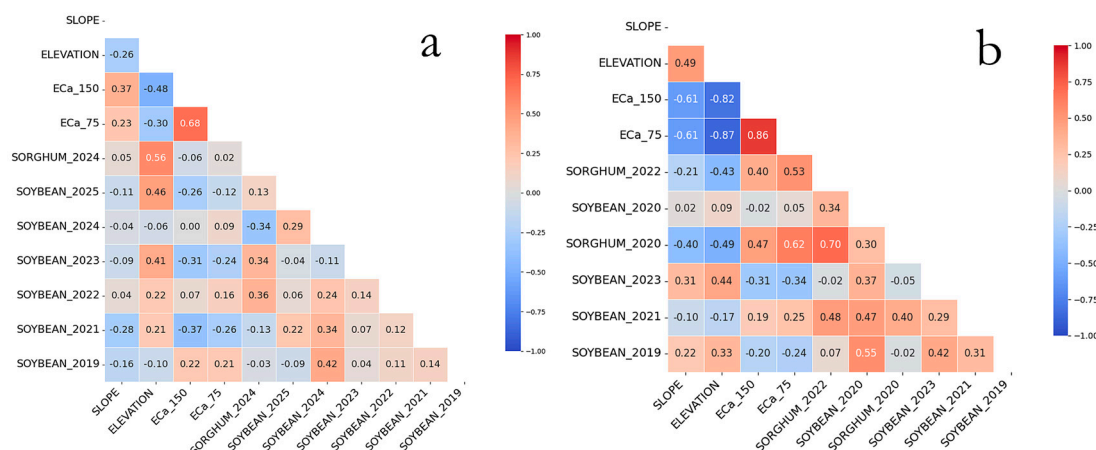 a
SLOPE
ELEVATION -0.26
ECa_150 0.37 -0.48
ECa_75 0.23 -0.30 0.68
SORGHUM_2024 0.05 0.56 -0.06 0.02
SOYBEAN_2025 -0.11 0.46 -0.26 -0.12 0.13
SOYBEAN_2024 -0.04 -0.06 0.00 0.09 -0.34 0.29
SOYBEAN_2023 -0.09 0.41 -0.31 -0.24 0.34 -0.04 -0.11
SOYBEAN_2022 0.04 0.22 0.07 0.16 0.36 0.06 0.24 0.14
SOYBEAN_2021 -0.28 0.21 -0.37 -0.26 -0.13 0.22 0.34 0.07 0.12
SOYBEAN_2019 -0.16 -0.10 0.22 0.21 -0.03 -0.09 0.42 0.04 0.11 0.14
SLOPE
ELEVATION
ECa_150
ECa_75
SORGHUM_2024
SOYBEAN_2025
SOYBEAN_2024
SOYBEAN_2023
SOYBEAN_2022
SOYBEAN_2021
SOYBEAN_2019
1.00
0.75
0.50
0.25
0.00
-0.25
-0.50
-0.75
-1.00
b
SLOPE
ELEVATION 0.49
ECa_150 -0.61 -0.82
ECa_75 -0.61 -0.87 0.86
SORGHUM_2022 -0.21 -0.43 0.40 0.53
SOYBEAN_2020 0.02 0.09 -0.02 0.05 0.34
SORGHUM_2020 -0.40 -0.49 0.47 0.62 0.70 0.30
SOYBEAN_2023 0.31 0.44 -0.31 -0.34 -0.02 0.37 -0.05
SOYBEAN_2021 -0.10 -0.17 0.19 0.25 0.48 0.47 0.40 0.29
SOYBEAN_2019 0.22 0.33 -0.20 -0.24 0.07 0.55 -0.02 0.42 0.31
SLOPE
ELEVATION
ECa_150
ECa_75
SORGHUM_2022
SOYBEAN_2020
SORGHUM_2020
SOYBEAN_2023
SOYBEAN_2021
SOYBEAN_2019
1.00
0.75
0.50
0.25
0.00
-0.25
-0.50
-0.75
-1.00